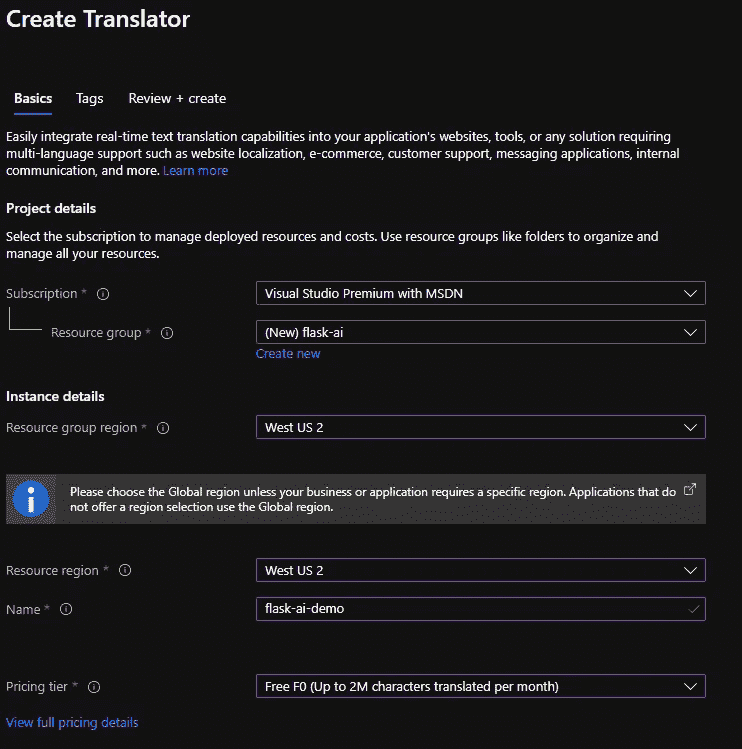 Create Translator
Basics Tags Review + create
Easily integrate real-time text translation capabilities into your application's websites, tools, or any solution requiring
multi-language support such as website localization, e-commerce, customer support, messaging applications, internal
communication, and more. Learn more
Project details
Select the subscription to manage deployed resources and costs. Use resource groups like folders to organize and
manage all your resources.
Subscription * Visual Studio Premium with MSDN
Resource group * (New) flask-ai
Create new
Instance details
Resource group region * West US 2
Please choose the Global region unless your business or application requires a specific region. Applications that do
not offer a region selection use the Global region.
Resource region * West US 2
Name * flask-ai-demo
Pricing tier * Free F0 (Up to 2M characters translated per month)
View full pricing details